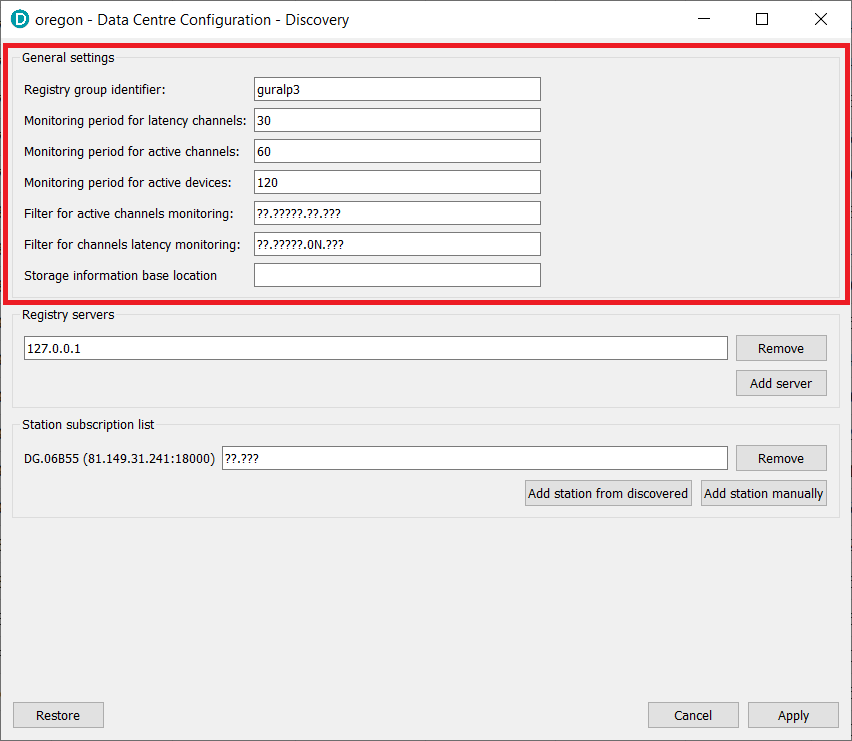 D oregon - Data Centre Configuration - Discovery
General settings
Registry group identifier: guralp3
Monitoring period for latency channels: 30
Monitoring period for active channels: 60
Monitoring period for active devices: 120
Filter for active channels monitoring: ??.?????.??.???
Filter for channels latency monitoring: ??.?????.0N.???
Storage information base location
Registry servers
127.0.0.1 Remove
Add server
Station subscription list
DG.06B55 (81.149.31.241:18000) ??.??? Remove
Add station from discovered Add station manually
Restore Cancel Apply